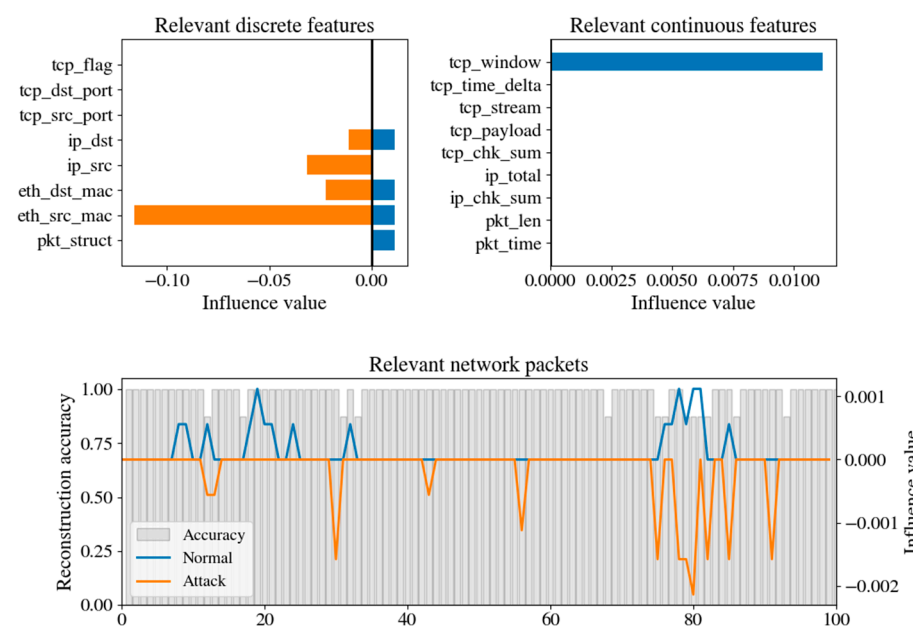 Relevant discrete features
tcp_flag
tcp_dst_port
tcp_src_port
ip_dst
ip_src
eth_dst_mac
eth_src_mac
pkt_struct
−0.10 −0.05 0.00
Influence value
Relevant continuous features
tcp_window
tcp_time_delta
tcp_stream
tcp_payload
tcp_chk_sum
ip_total
ip_chk_sum
pkt_len
pkt_time
0.0000 0.0025 0.0050 0.0075 0.0100
Influence value
Relevant network packets
Reconstruction accuracy
1.00
0.75
0.50
0.25
0.00
Accuracy
Normal
Attack
0 20 40 60 80 100
0.001
0.000
−0.001
−0.002
Influence value